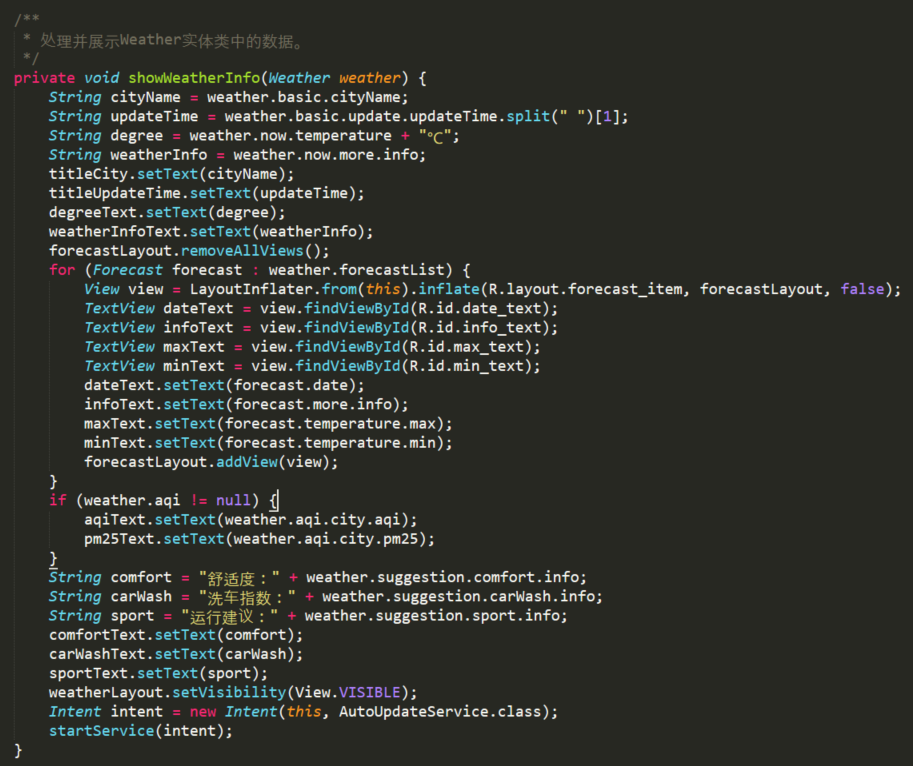 /**
 * 处理并展示Weather实体类中的数据。
 */
private void showWeatherInfo(Weather weather) {
    String cityName = weather.basic.cityName;
    String updateTime = weather.basic.update.updateTime.split(" ")[1];
    String degree = weather.now.temperature + "℃";
    String weatherInfo = weather.now.more.info;
    titleCity.setText(cityName);
    titleUpdateTime.setText(updateTime);
    degreeText.setText(degree);
    weatherInfoText.setText(weatherInfo);
    forecastLayout.removeAllViews();
    for (Forecast forecast : weather.forecastList) {
        View view = LayoutInflater.from(this).inflate(R.layout.forecast_item, forecastLayout, false);
        TextView dateText = view.findViewById(R.id.date_text);
        TextView infoText = view.findViewById(R.id.info_text);
        TextView maxText = view.findViewById(R.id.max_text);
        TextView minText = view.findViewById(R.id.min_text);
        dateText.setText(forecast.date);
        infoText.setText(forecast.more.info);
        maxText.setText(forecast.temperature.max);
        minText.setText(forecast.temperature.min);
        forecastLayout.addView(view);
    }
    if (weather.aqi != null) {
        aqiText.setText(weather.aqi.city.aqi);
        pm25Text.setText(weather.aqi.city.pm25);
    }
    String comfort = "舒适度：" + weather.suggestion.comfort.info;
    String carWash = "洗车指数：" + weather.suggestion.carWash.info;
    String sport = "运行建议：" + weather.suggestion.sport.info;
    comfortText.setText(comfort);
    carWashText.setText(carWash);
    sportText.setText(sport);
    weatherLayout.setVisibility(View.VISIBLE);
    Intent intent = new Intent(this, AutoUpdateService.class);
    startService(intent);
}